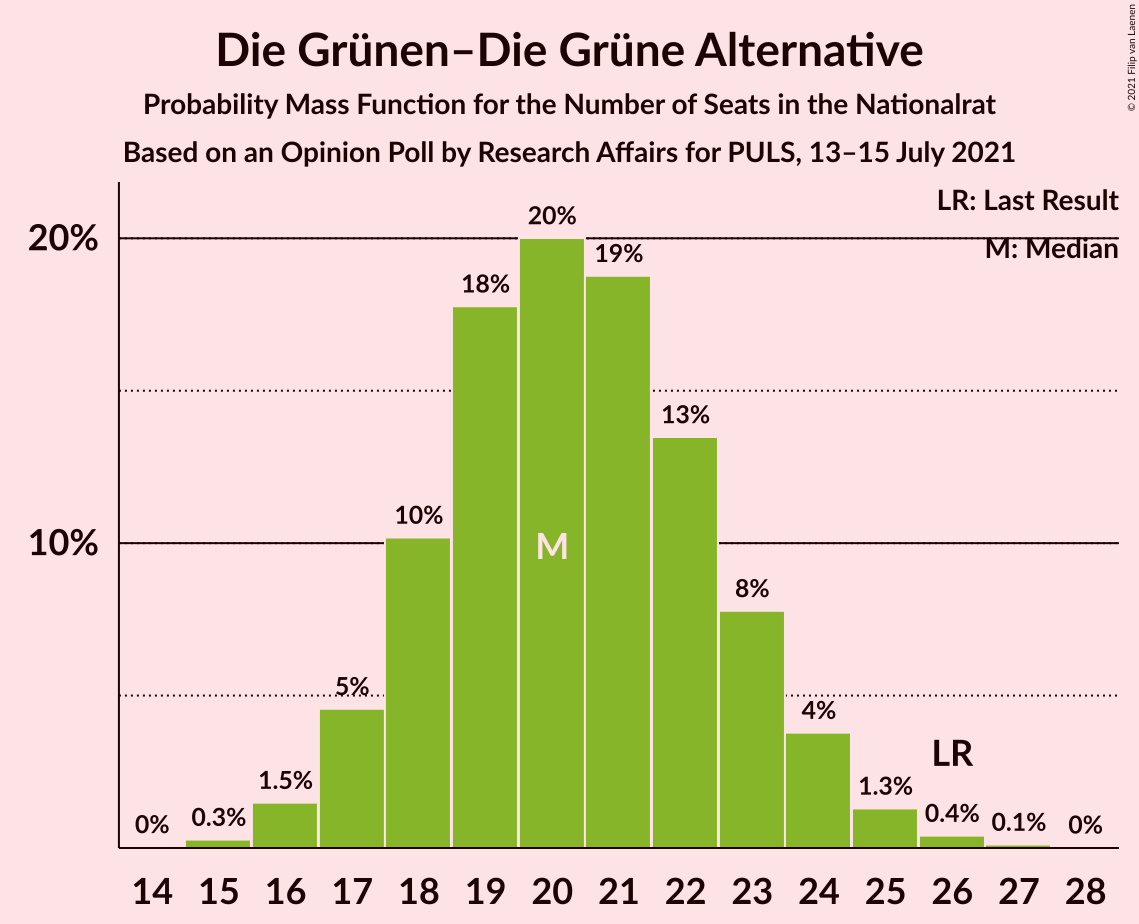 Die Grünen–Die Grüne Alternative
Probability Mass Function for the Number of Seats in the Nationalrat
Based on an Opinion Poll by Research Affairs for PULS, 13–15 July 2021
© 2021 Filip van Laenen
LR: Last Result
M: Median
20%
10%
0%
0.3%
1.5%
5%
10%
18%
20%
19%
13%
8%
4%
1.3%
0.4%
0.1%
0%
M
LR
14 15 16 17 18 19 20 21 22 23 24 25 26 27 28